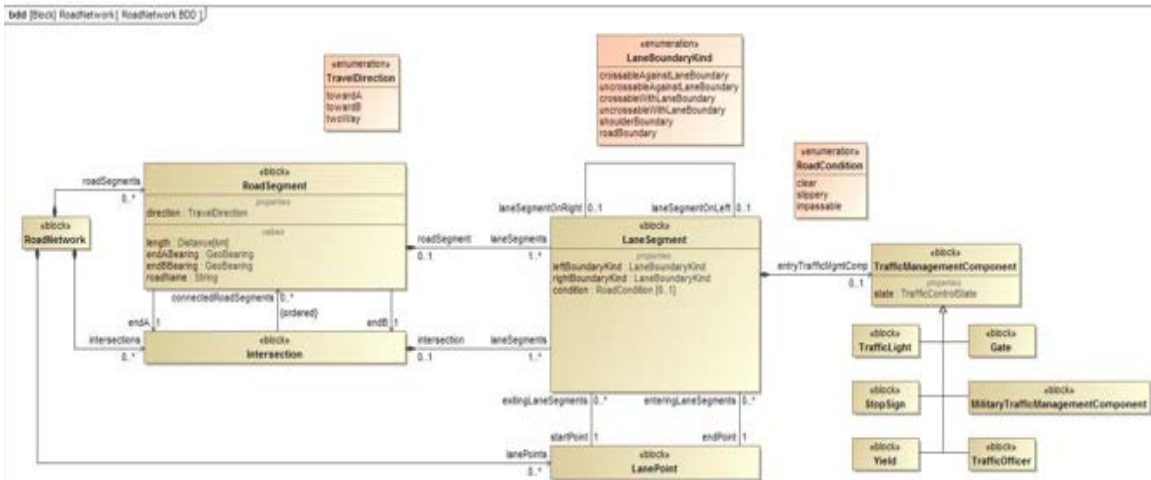 bdd [Block] RoadNetwork [ RoadNetwork BDD ]
«enumeration»
TravelDirection
towardA
towardB
twoWay
«enumeration»
LaneBoundaryKind
crossableAgainstLaneBoundary
uncrossableAgainstLaneBoundary
crossableWithLaneBoundary
uncrossableWithLaneBoundary
shoulderBoundary
roadBoundary
«enumeration»
RoadCondition
clear
slippery
impassable
roadSegments
0..*
«block»
RoadNetwork
«block»
RoadSegment
properties
direction : TravelDirection
values
length : Distance[km]
endABearing : GeoBearing
endBBearing : GeoBearing
roadName : String
connectedRoadSegments 0..*
{ordered}
endA 1
endB 1
intersections
0..*
«block»
Intersection
roadSegment laneSegments
0..1 1..*
intersection laneSegments
0..1 1..*
laneSegmentOnRight 0..1 laneSegmentOnLeft 0..1
«block»
LaneSegment
properties
leftBoundaryKind : LaneBoundaryKind
rightBoundaryKind : LaneBoundaryKind
condition : RoadCondition [0..1]
exitingLaneSegments 0..* enteringLaneSegments 0..*
startPoint 1 endPoint 1
lanePoints
0..*
«block»
LanePoint
entryTrafficMgmtComp
0..1
«block»
TrafficManagementComponent
properties
state : TrafficControlState
«block»
TrafficLight
«block»
Gate
«block»
StopSign
«block»
MilitaryTrafficManagementComponent
«block»
Yield
«block»
TrafficOfficer